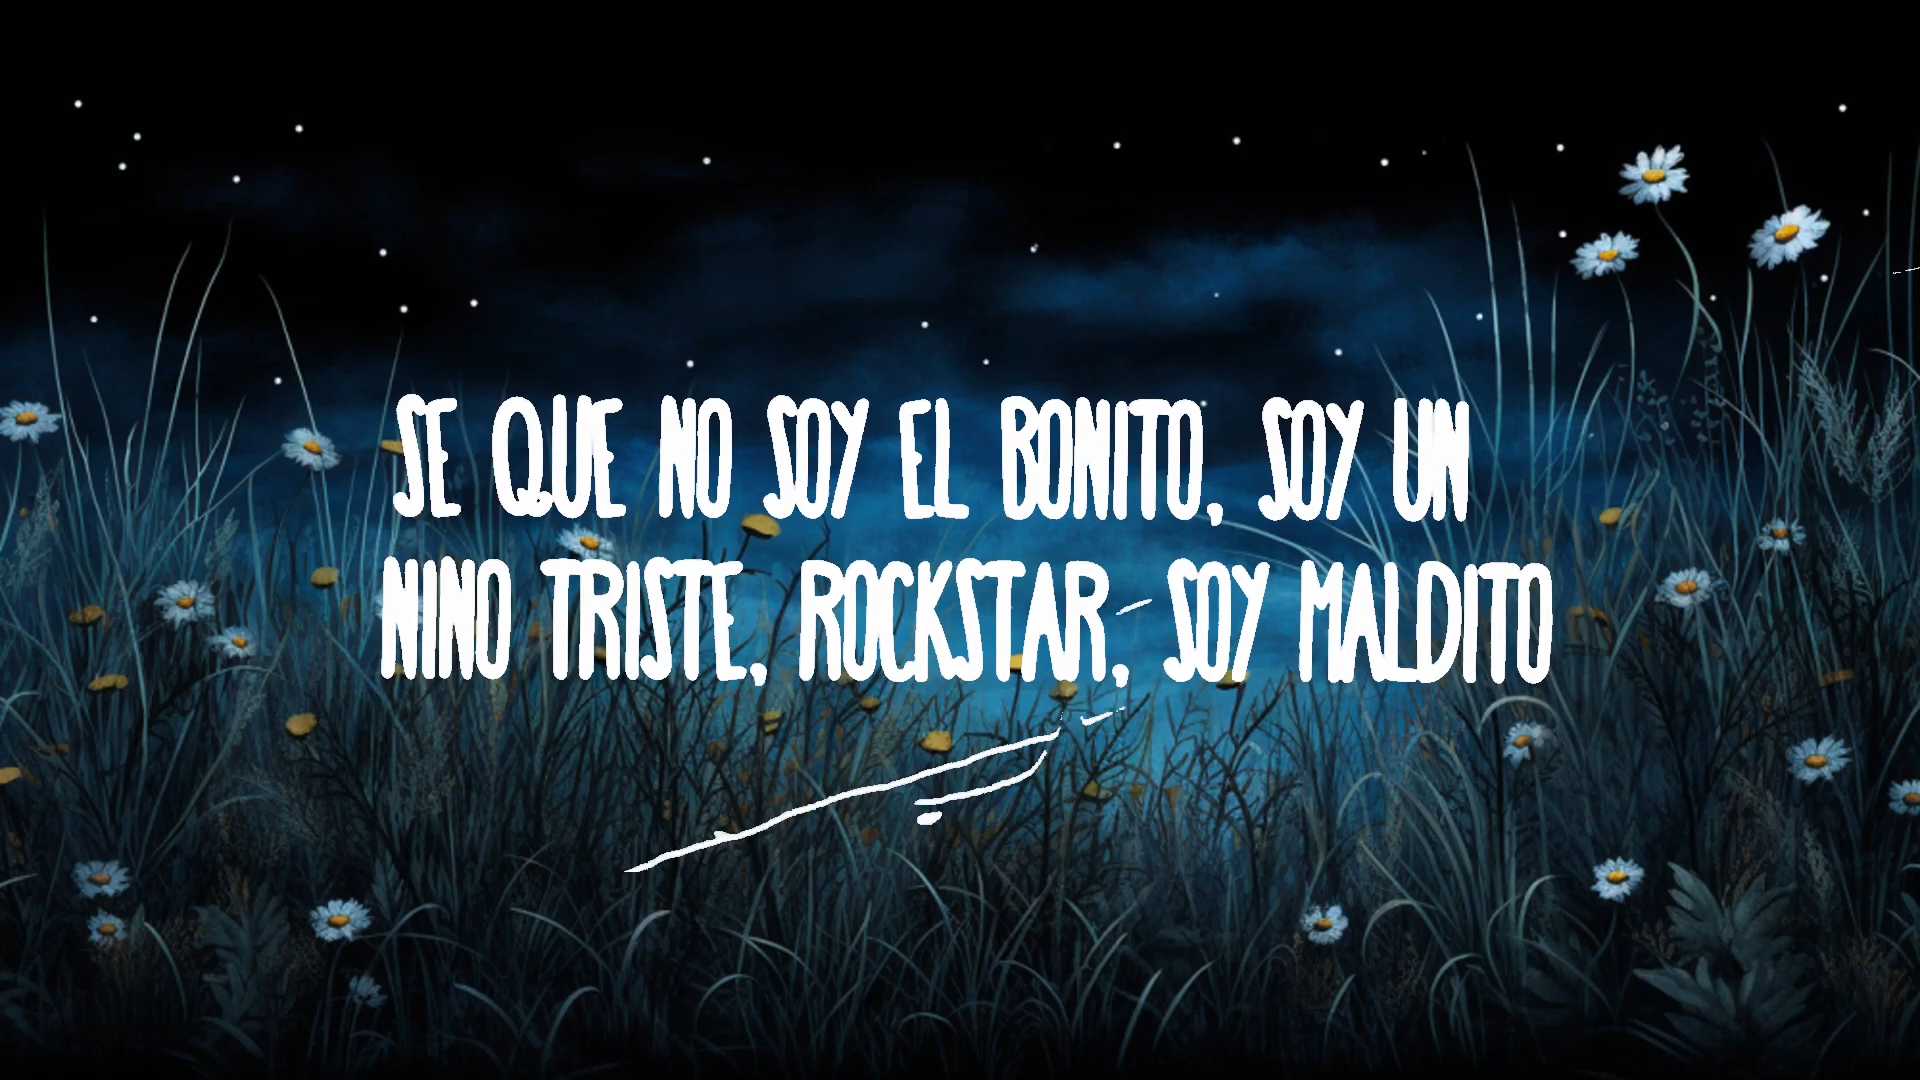 SE QUE NO SOY EL BONITO, SOY UN
NINO TRISTE, ROCKSTAR, SOY MALDITO